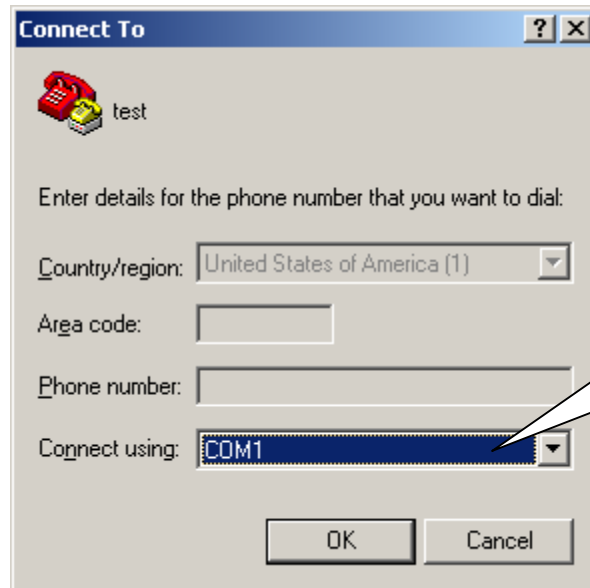 Connect To
test
Enter details for the phone number that you want to dial:
Country/region: United States of America (1)
Area code:
Phone number:
Connect using: COM1
OK Cancel